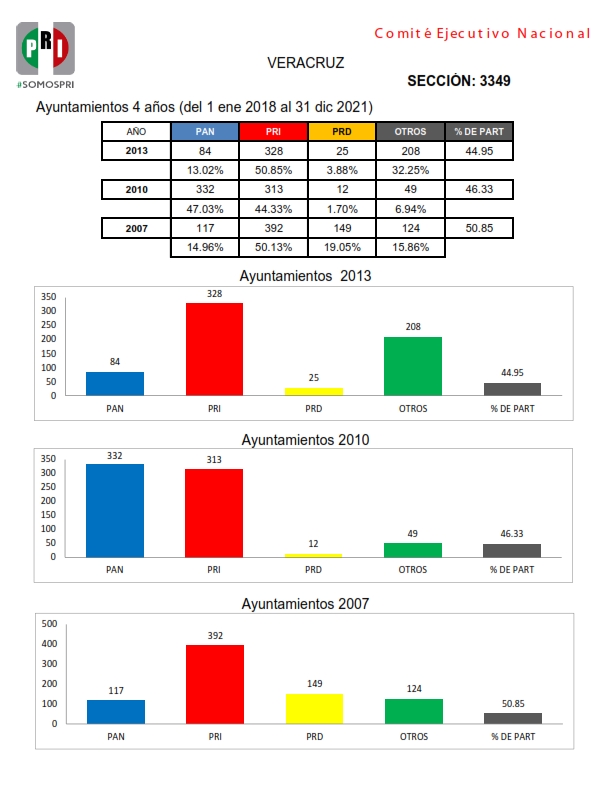 PRI
#SOMOSPRI
Comité Ejecutivo Nacional
VERACRUZ
SECCIÓN: 3349
Ayuntamientos 4 años (del 1 ene 2018 al 31 dic 2021)
AÑO PAN PRI PRD OTROS % DE PART
2013 84 328 25 208 44.95
13.02% 50.85% 3.88% 32.25%
2010 332 313 12 49 46.33
47.03% 44.33% 1.70% 6.94%
2007 117 392 149 124 50.85
14.96% 50.13% 19.05% 15.86%
Ayuntamientos 2013
350
300
250
200
150
100
50
0
84 328 25 208 44.95
PAN PRI PRD OTROS % DE PART
Ayuntamientos 2010
350
300
250
200
150
100
50
0
332 313 12 49 46.33
PAN PRI PRD OTROS % DE PART
Ayuntamientos 2007
500
400
300
200
100
0
117 392 149 124 50.85
PAN PRI PRD OTROS % DE PART